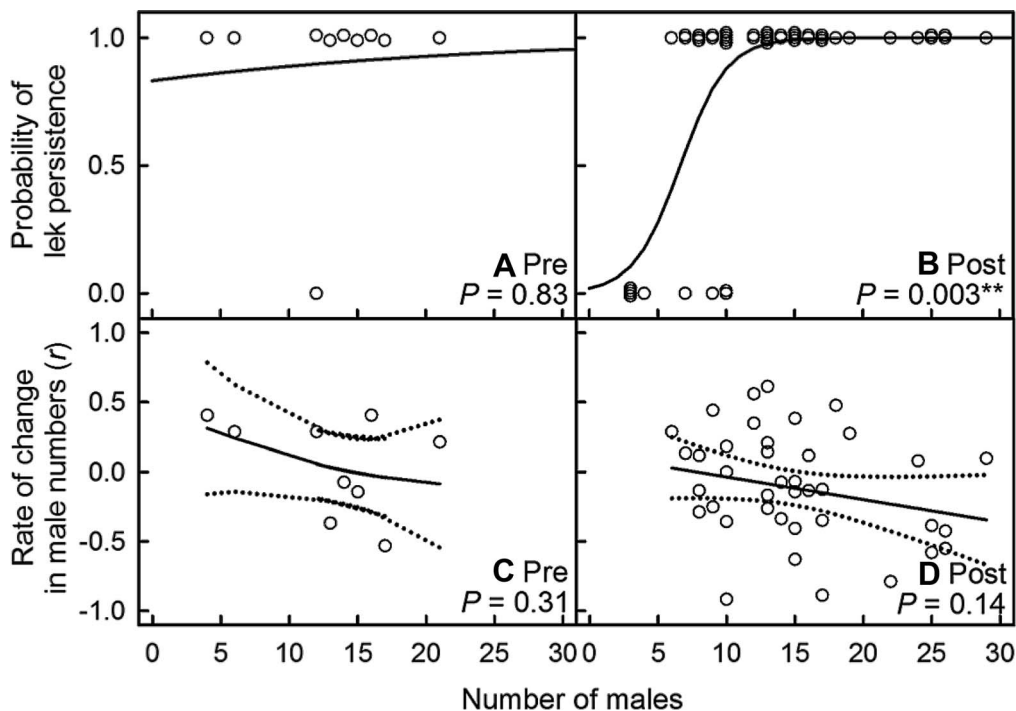 Probability of
lek persistence
1.0
0.5
0.0
A Pre
P = 0.83
B Post
P = 0.003**
Rate of change
in male numbers (r)
1.0
0.5
0.0
-0.5
-1.0
C Pre
P = 0.31
D Post
P = 0.14
0 5 10 15 20 25 30 0 5 10 15 20 25 30
Number of males